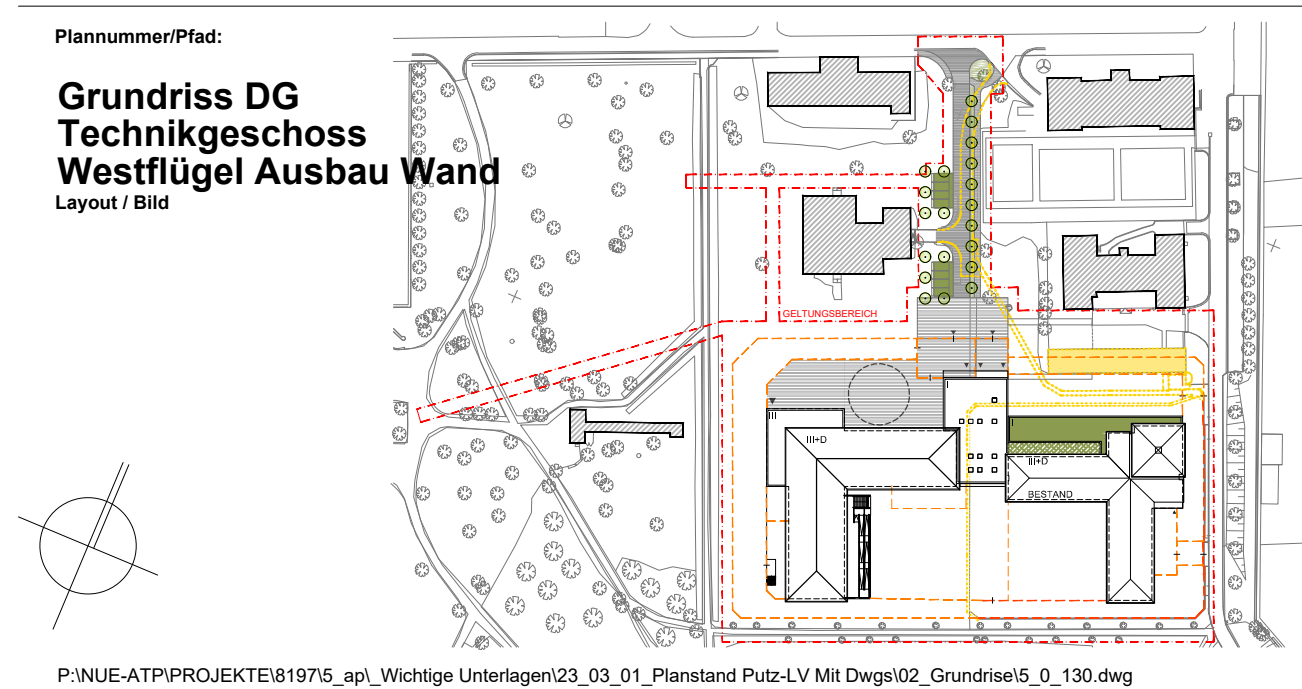 Plannummer/Pfad:
Grundriss DG
Technikgeschoss
Westflügel Ausbau Wand
Layout / Bild
GELTUNGSBEREICH
I
III
I
III+D
III+D
BESTAND
P:\NUE-ATP\PROJEKTE\8197\5_ap\_Wichtige Unterlagen\23_03_01_Planstand Putz-LV Mit Dwgs\02_Grundrise\5_0_130.dwg